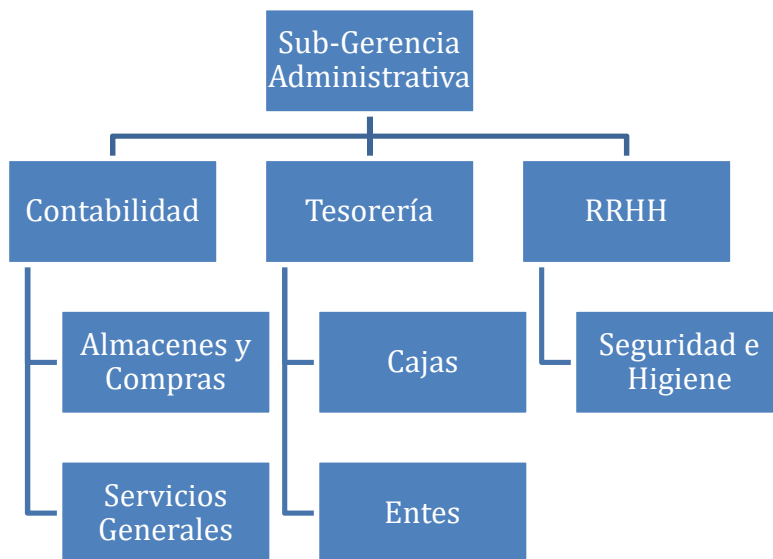 Sub-Gerencia
Administrativa
Contabilidad
Tesorería
RRHH
Almacenes y
Compras
Cajas
Seguridad e
Higiene
Servicios
Generales
Entes